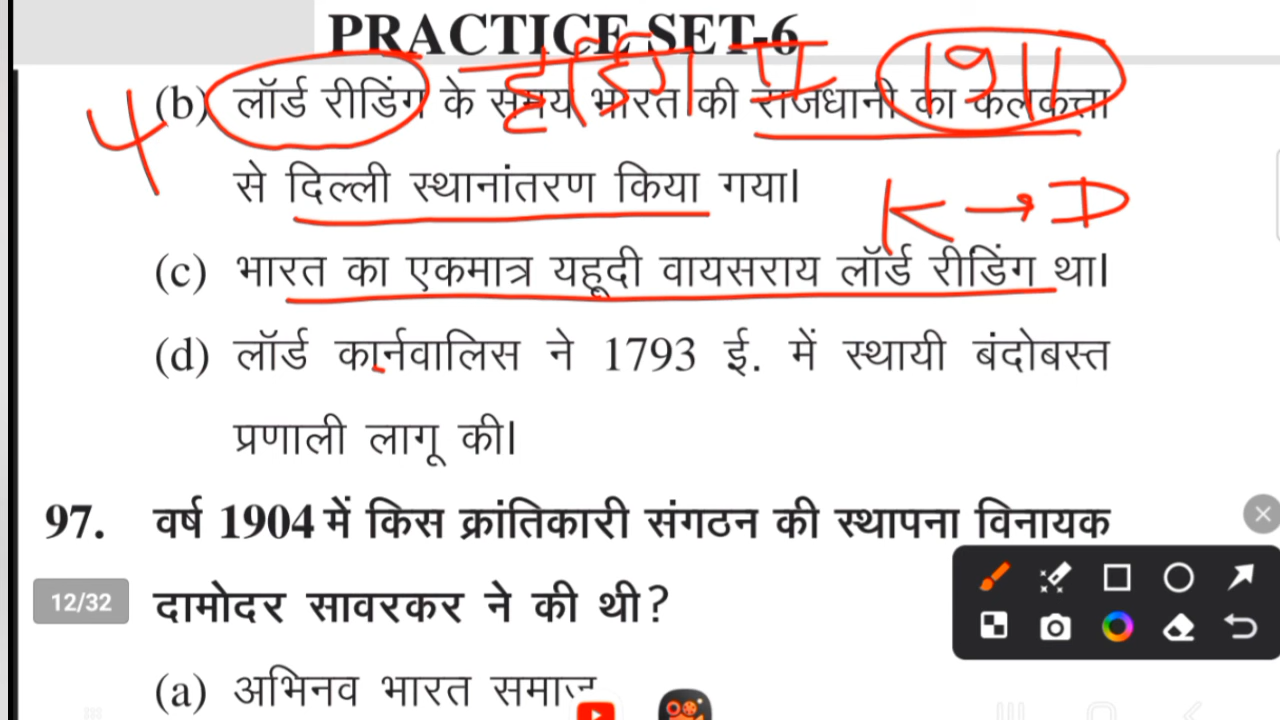 PRACTICE SET-6
हार्डिंग II 1911
(b) लॉर्ड रीडिंग के समय भारत की राजधानी का कलकत्ता
से दिल्ली स्थानांतरण किया गया।
K → D
(c) भारत का एकमात्र यहूदी वायसराय लॉर्ड रीडिंग था।
(d) लॉर्ड कार्नवालिस ने 1793 ई. में स्थायी बंदोबस्त
प्रणाली लागू की।
97. वर्ष 1904 में किस क्रांतिकारी संगठन की स्थापना विनायक
दामोदर सावरकर ने की थी?
12/32
(a) अभिनव भारत समाज